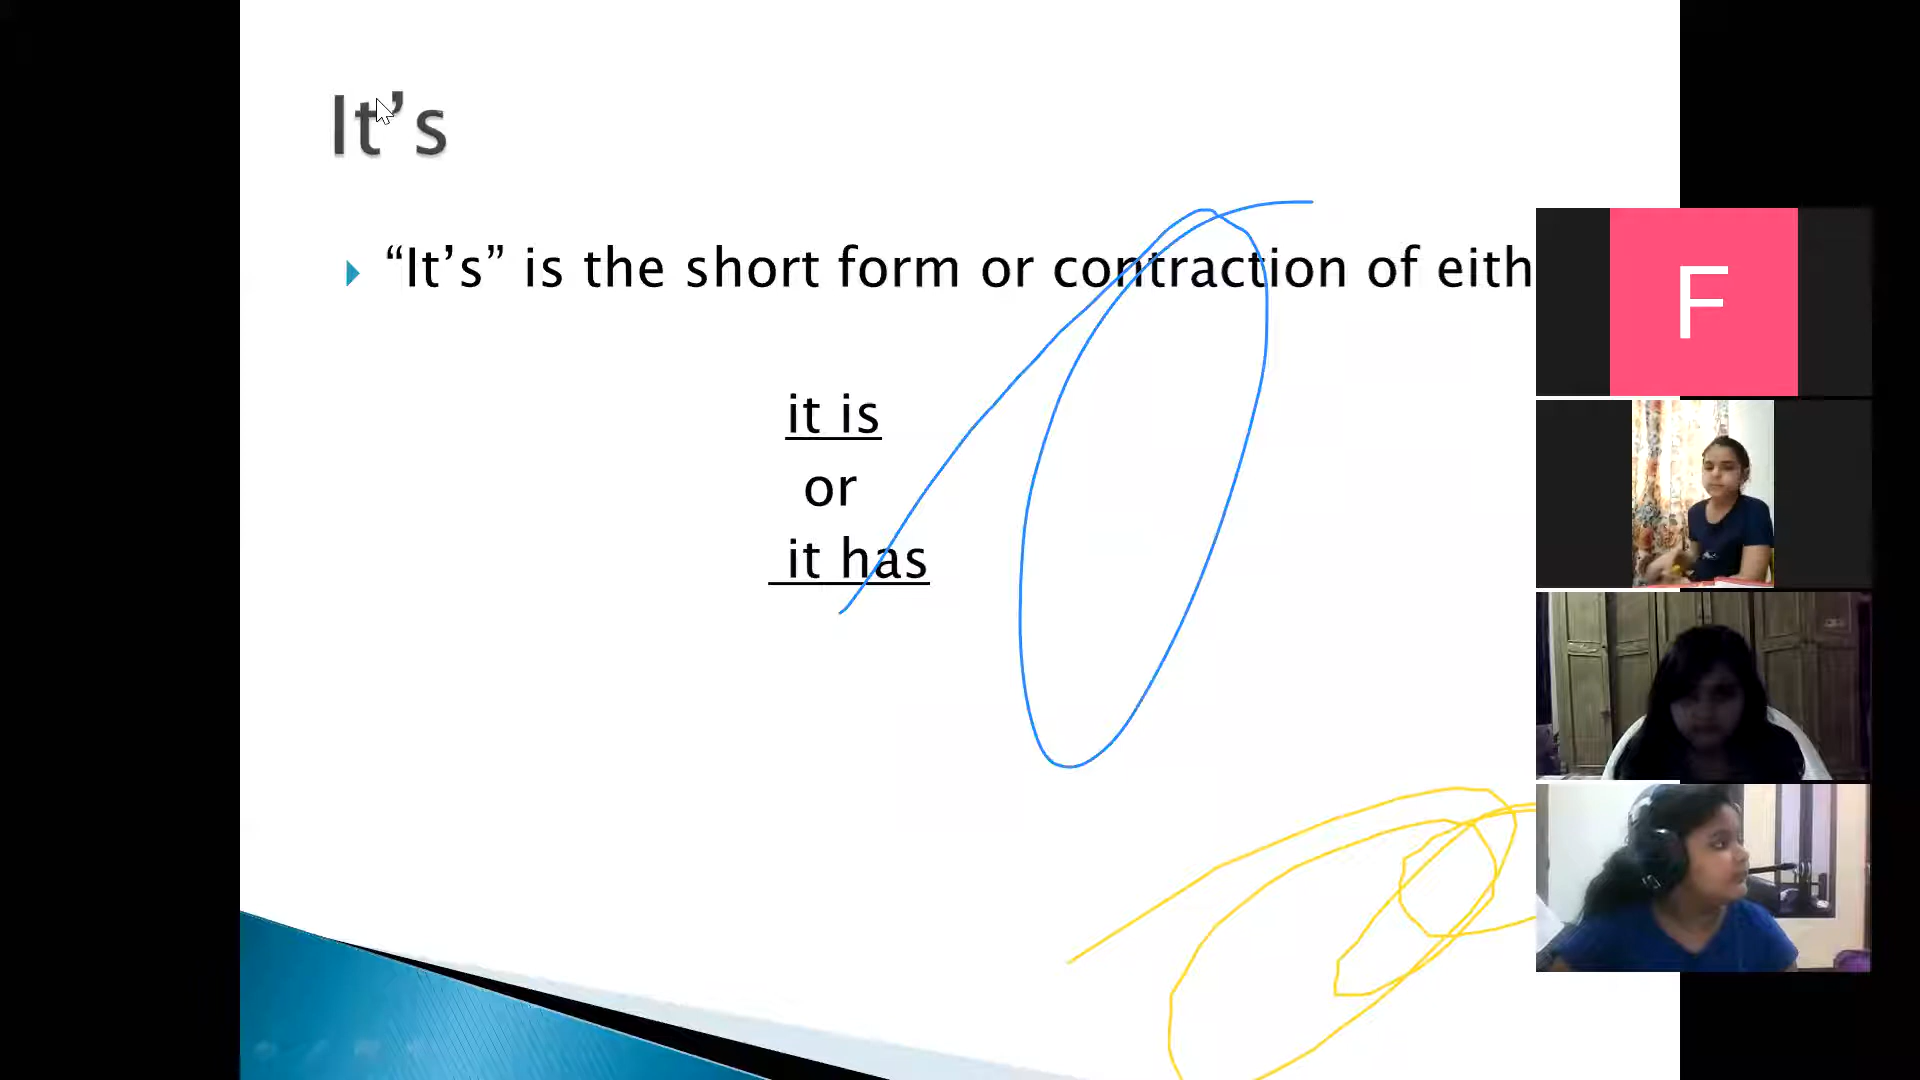 It’s
“It’s” is the short form or contraction of eith
it is
or
it has
F